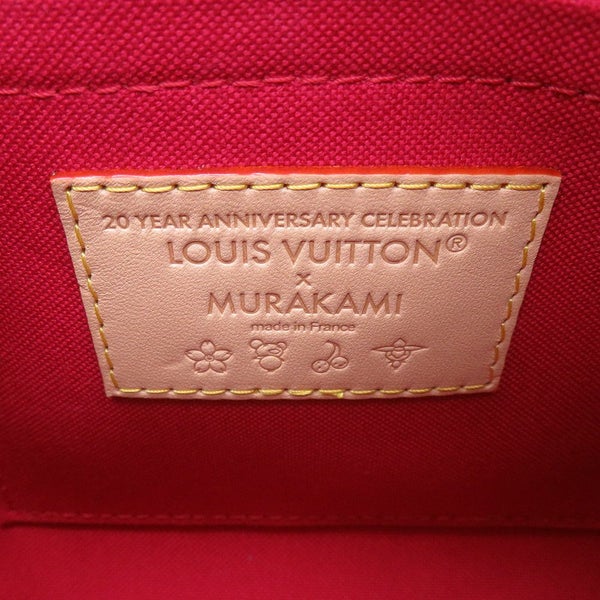 20 YEAR ANNIVERSARY CELEBRATION
LOUIS VUITTON®
x
MURAKAMI
made in France